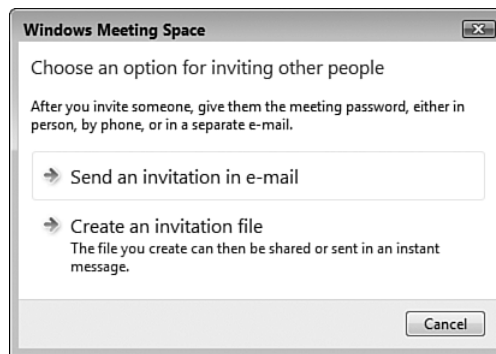 Windows Meeting Space
Choose an option for inviting other people
After you invite someone, give them the meeting password, either in
person, by phone, or in a separate e-mail.
Send an invitation in e-mail
Create an invitation file
The file you create can then be shared or sent in an instant
message.
Cancel